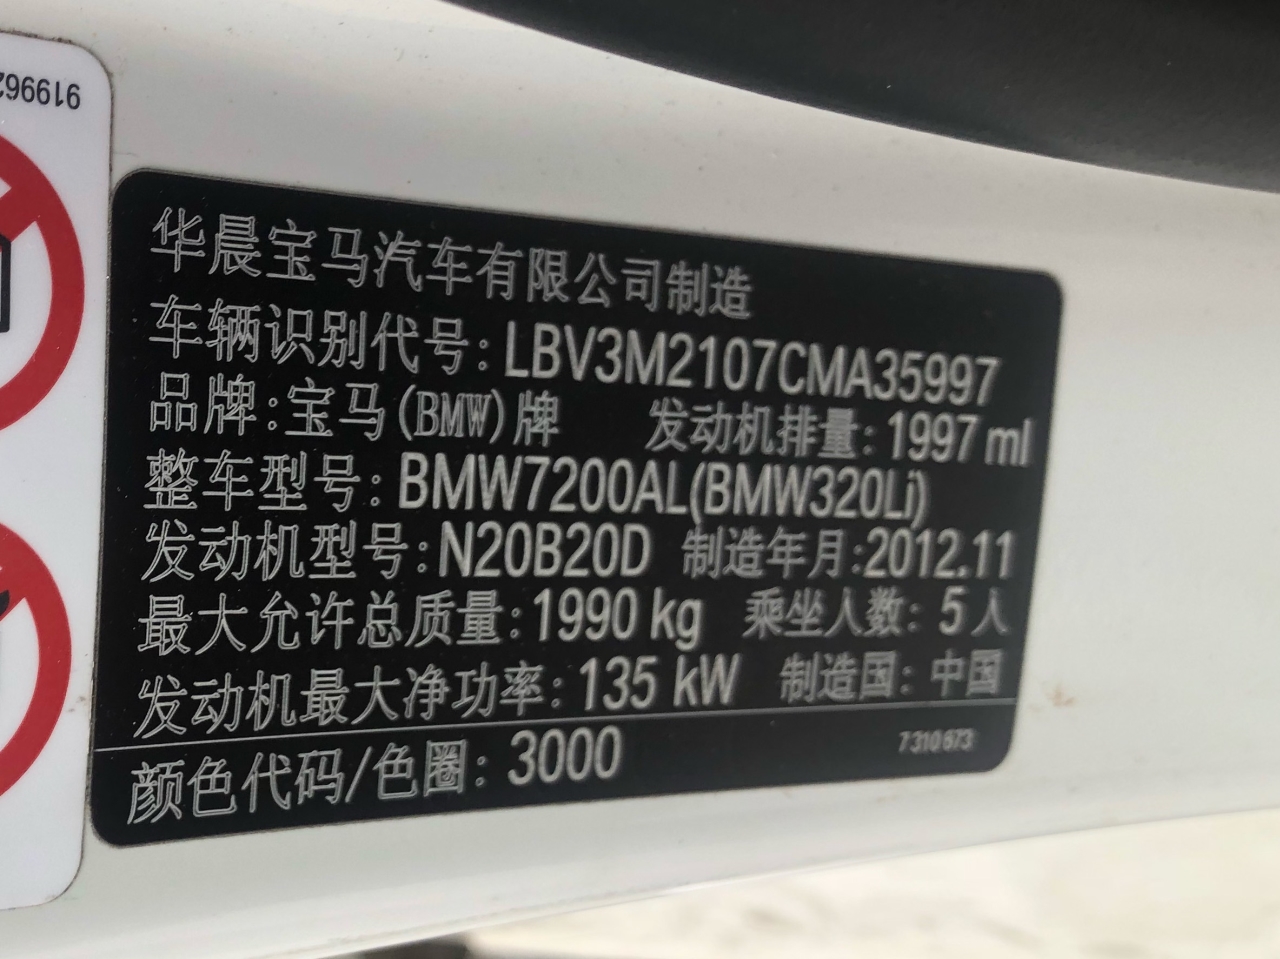 919962
华晨宝马汽车有限公司制造
车辆识别代号:LBV3M2107CMA35997
品牌:宝马(BMW)牌 发动机排量:1997 ml
整车型号:BMW7200AL(BMW320Li)
发动机型号:N20B20D 制造年月:2012.11
最大允许总质量:1990 kg 乘坐人数:5人
发动机最大净功率:135 kW 制造国:中国
颜色代码/色圈:3000 7310673